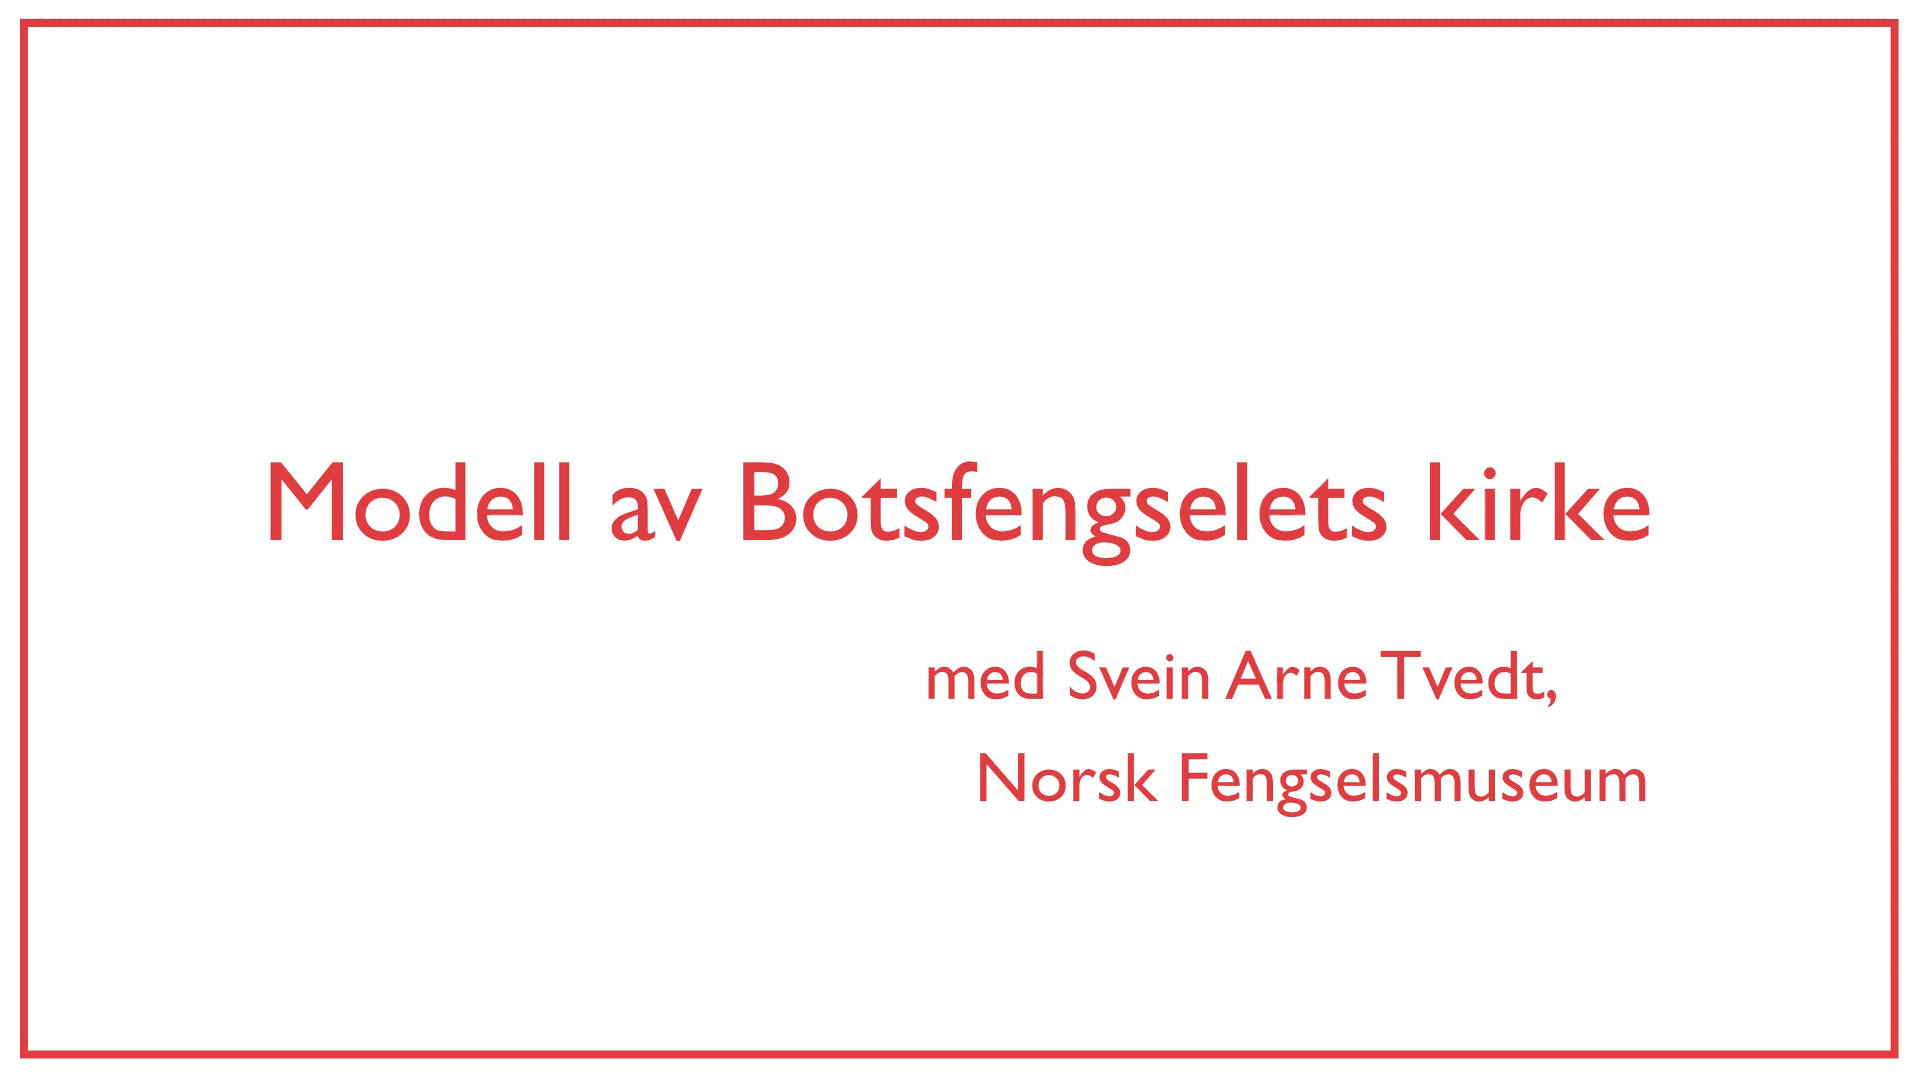 Modell av Botsfengselets kirke
med Svein Arne Tvedt,
Norsk Fengselsmuseum